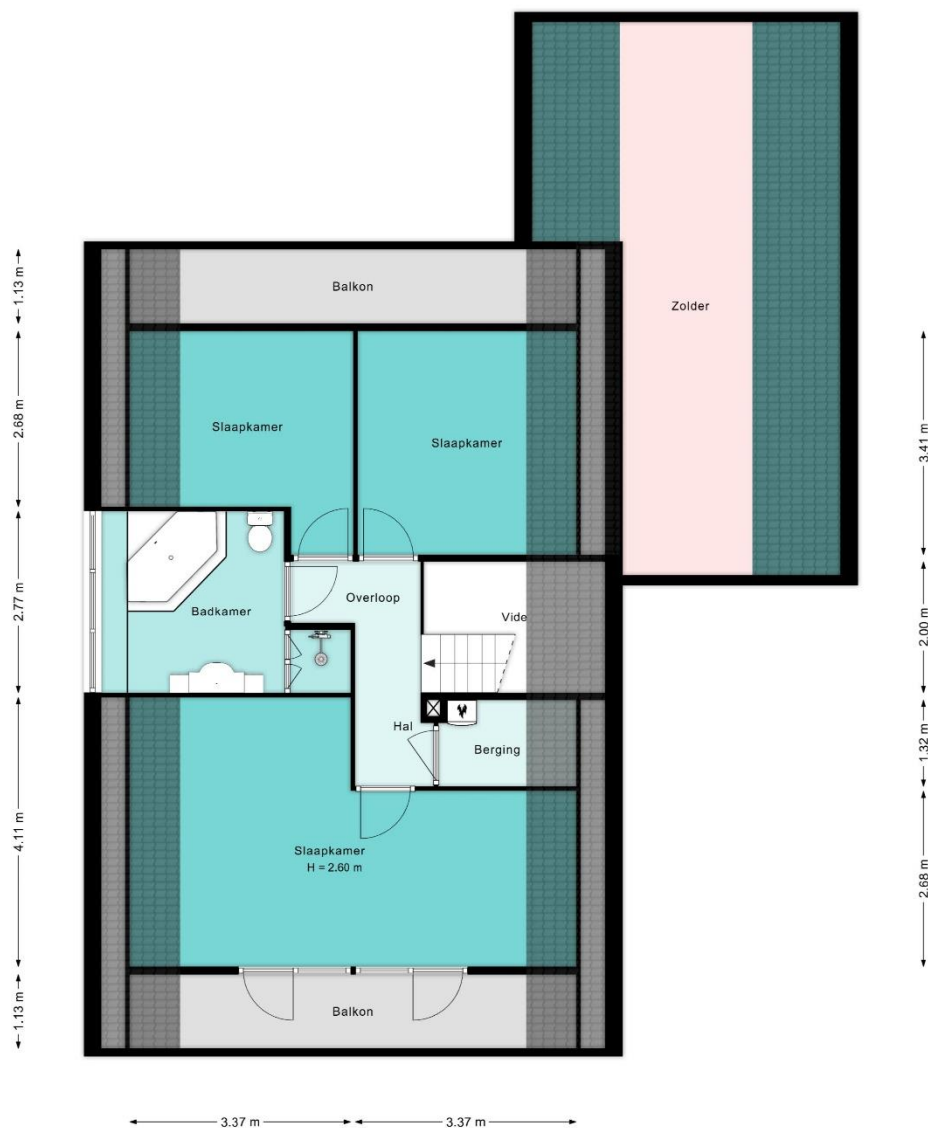 Balkon
Zolder
Slaapkamer
Slaapkamer
Overloop
Badkamer
Vide
Hal
Berging
Slaapkamer
H = 2.60 m
Balkon
1.13 m
2.68 m
2.77 m
4.11 m
1.13 m
3.41 m
2.00 m
1.32 m
2.68 m
3.37 m
3.37 m